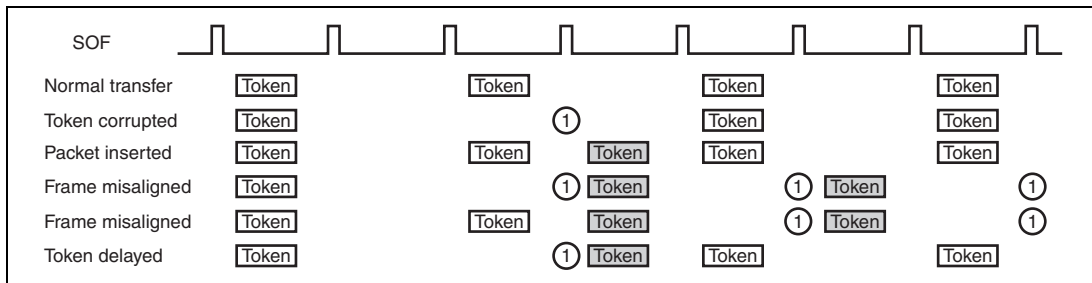 SOF
Normal transfer Token Token Token Token
Token corrupted Token 1 Token Token
Packet inserted Token Token Token Token Token
Frame misaligned Token 1 Token 1 Token 1
Frame misaligned Token Token Token 1 Token 1
Token delayed Token 1 Token Token Token